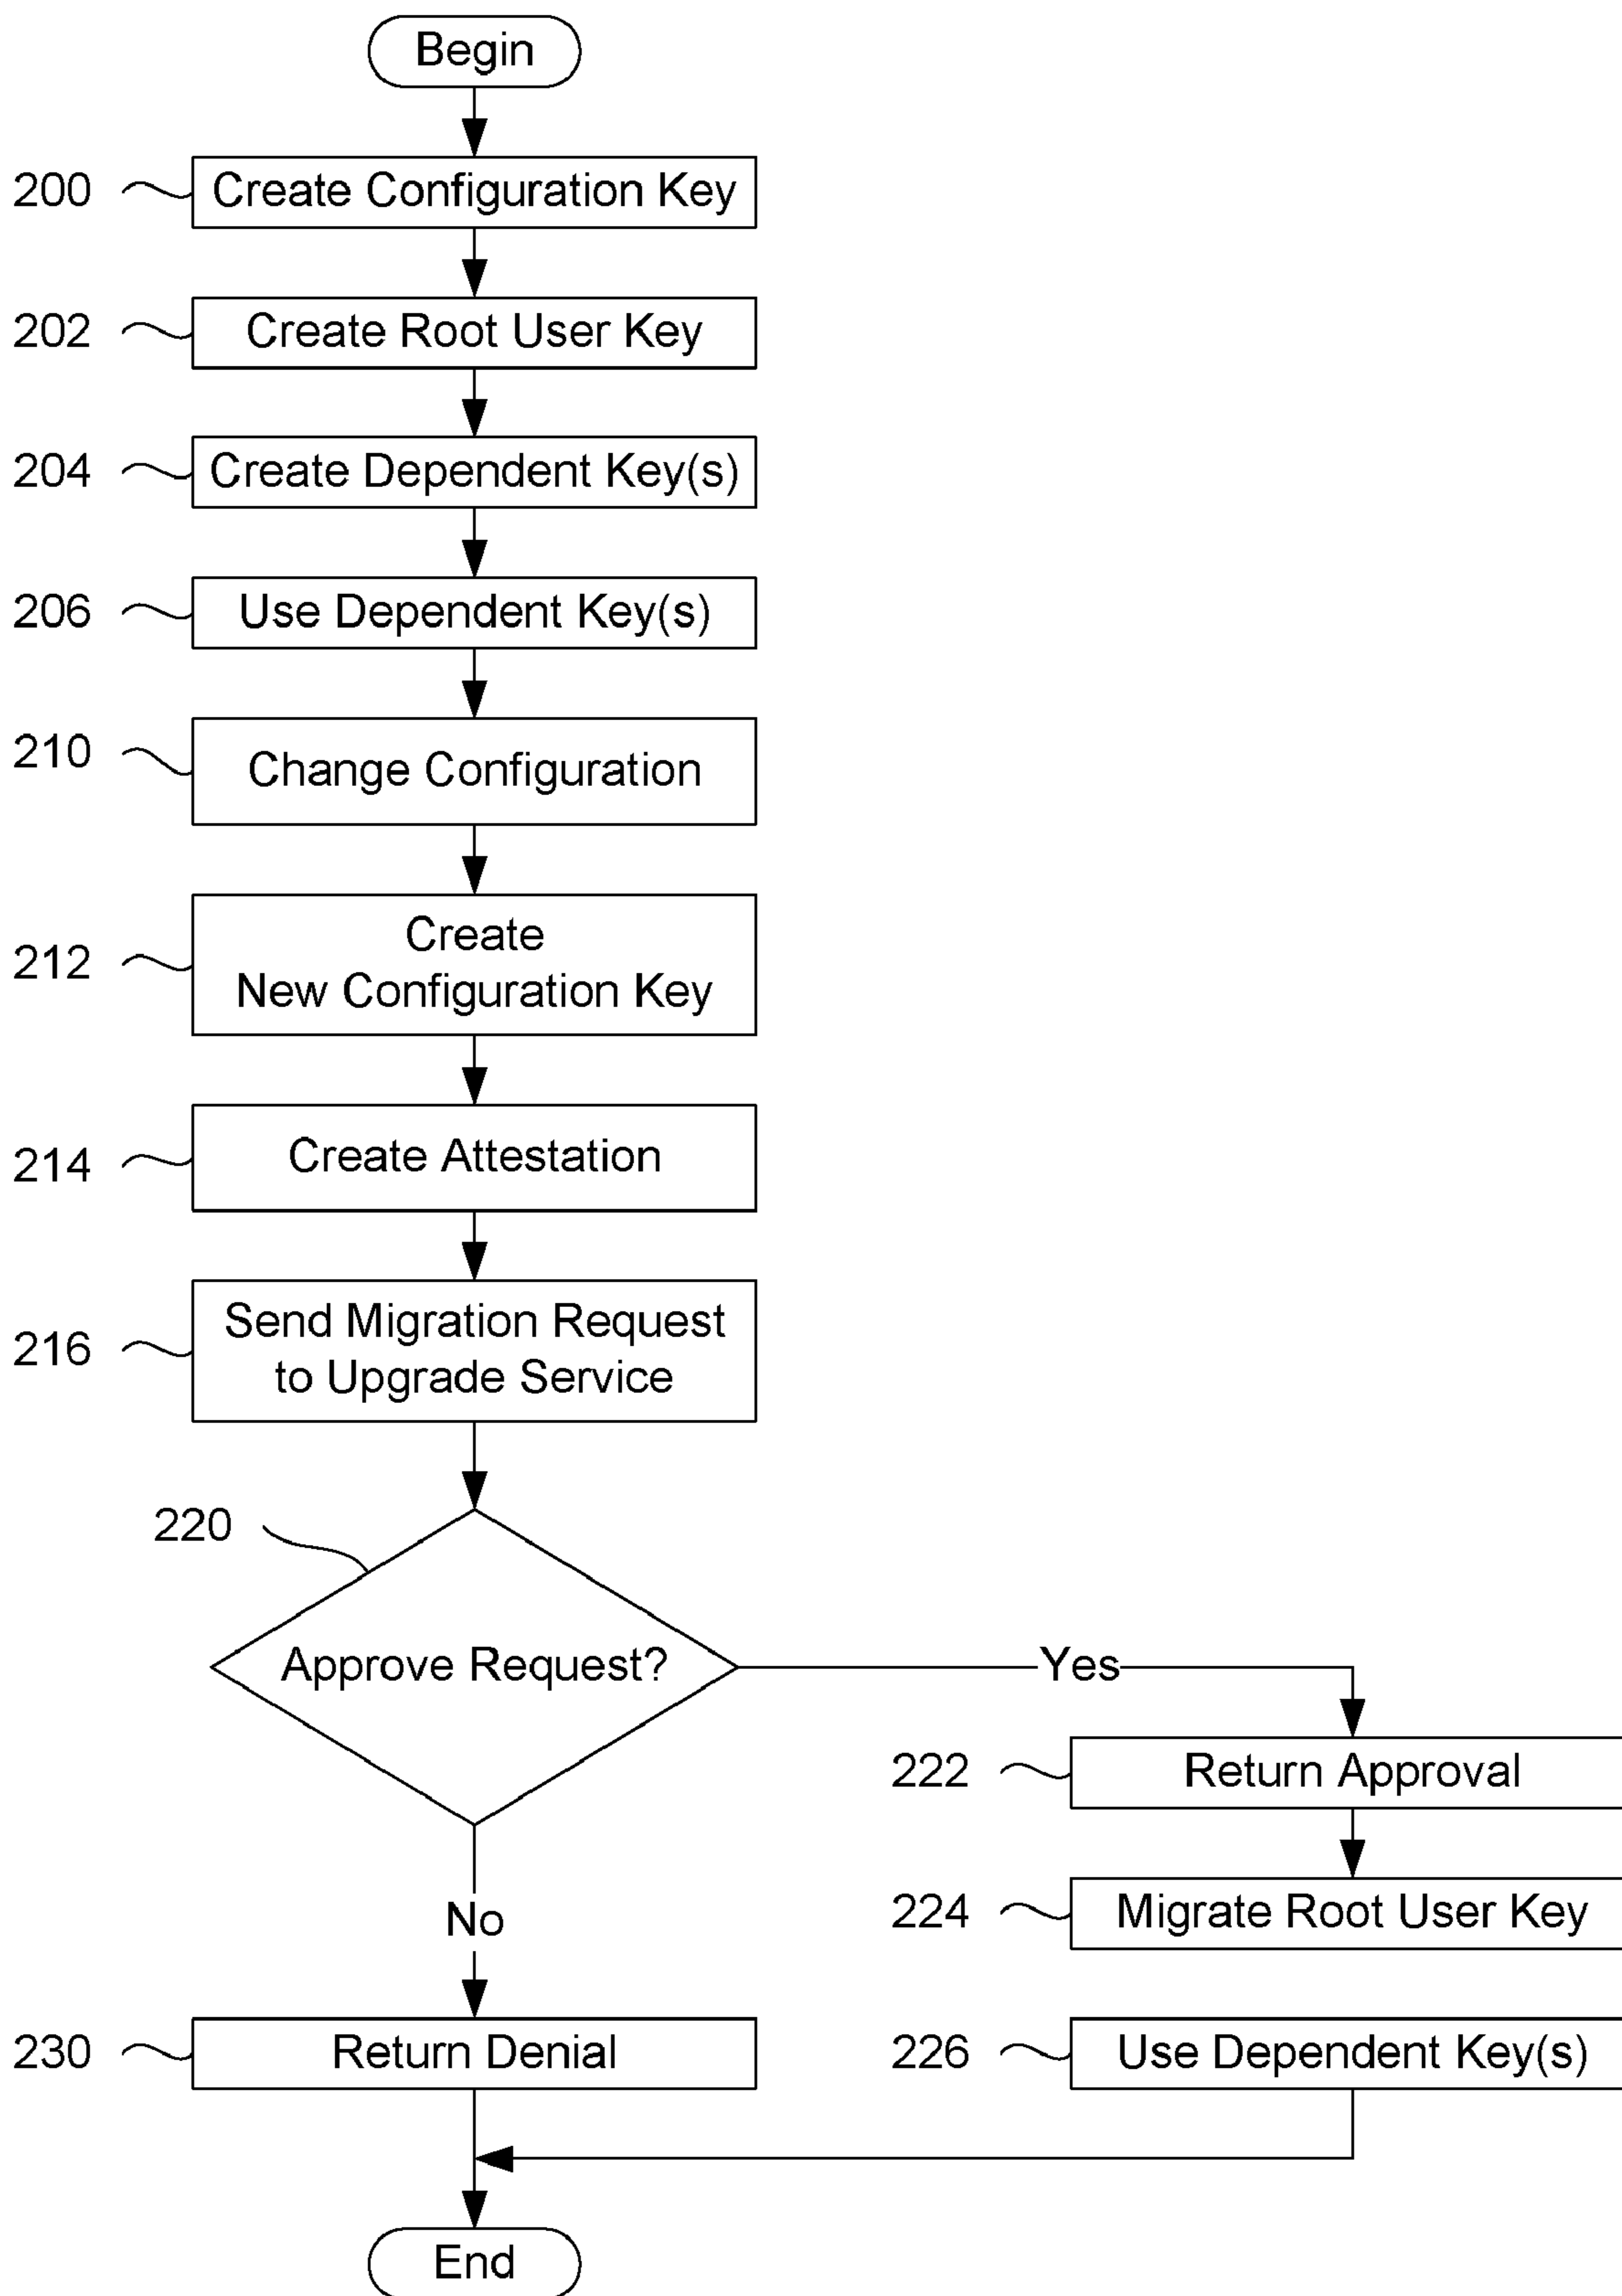 Begin
200 Create Configuration Key
202 Create Root User Key
204 Create Dependent Key(s)
206 Use Dependent Key(s)
210 Change Configuration
Create
212 New Configuration Key
214 Create Attestation
216 Send Migration Request
to Upgrade Service
220
Approve Request?
Yes
222 Return Approval
224 Migrate Root User Key
No
230 Return Denial
226 Use Dependent Key(s)
End